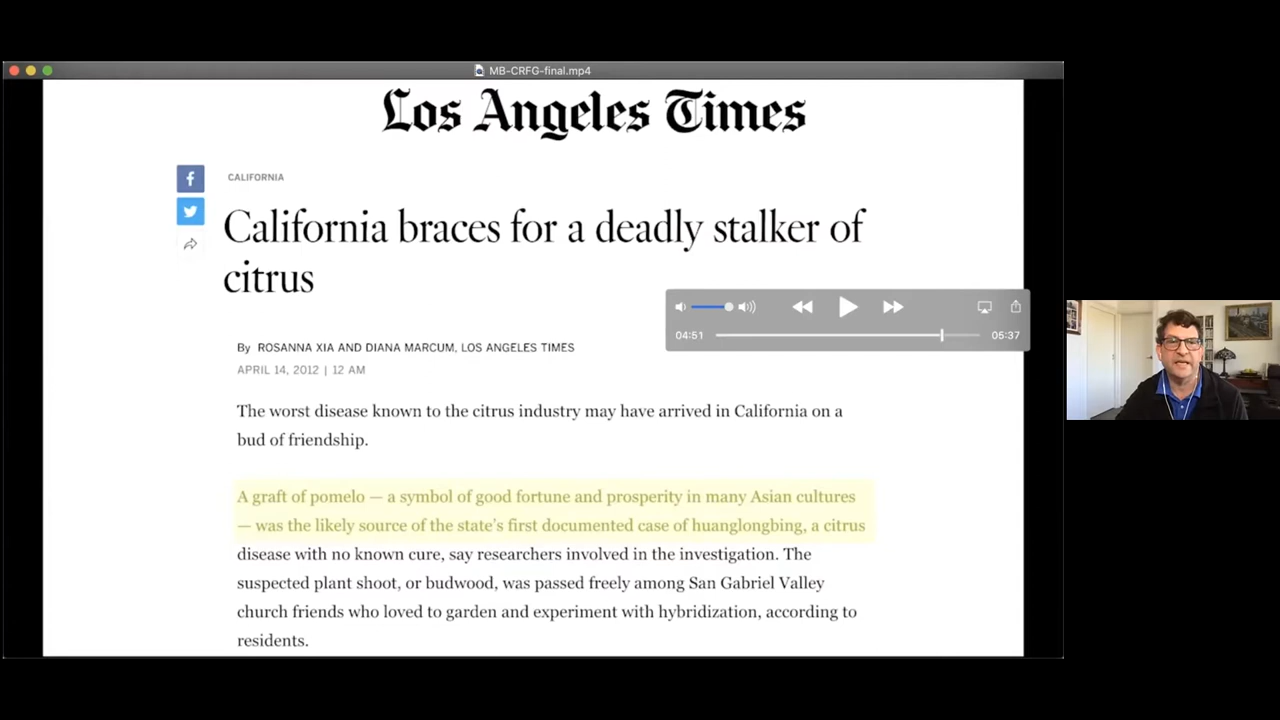 MB-CRFG-final.mp4
Los Angeles Times
CALIFORNIA
California braces for a deadly stalker of
citrus
04:51
05:37
By ROSANNA XIA AND DIANA MARCUM, LOS ANGELES TIMES
APRIL 14, 2012 | 12 AM
The worst disease known to the citrus industry may have arrived in California on a
bud of friendship.
A graft of pomelo — a symbol of good fortune and prosperity in many Asian cultures
— was the likely source of the state's first documented case of huanglongbing, a citrus
disease with no known cure, say researchers involved in the investigation. The
suspected plant shoot, or budwood, was passed freely among San Gabriel Valley
church friends who loved to garden and experiment with hybridization, according to
residents.